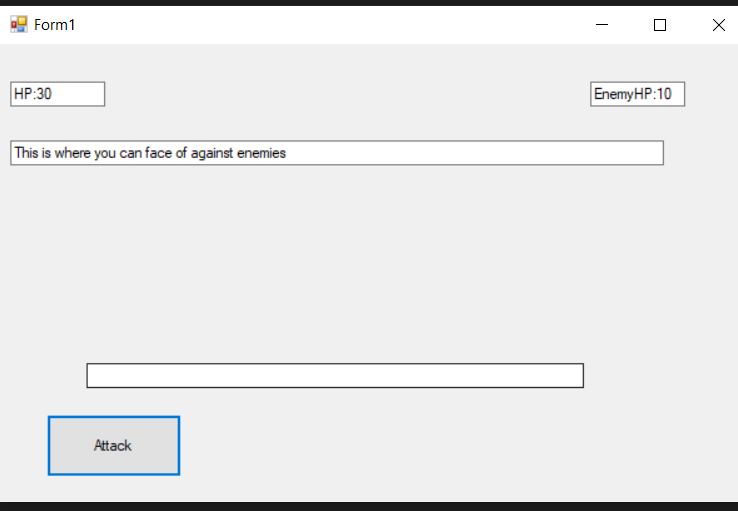 Form1
HP:30
EnemyHP:10
This is where you can face of against enemies
Attack